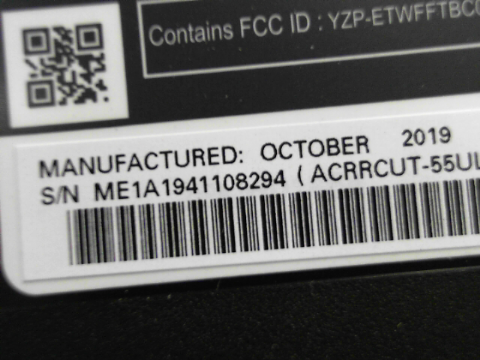 Contains FCC ID : YZP-ETWFFTBC
MANUFACTURED: OCTOBER 2019
S/N ME1A1941108294 ( ACRRCUT-55UL